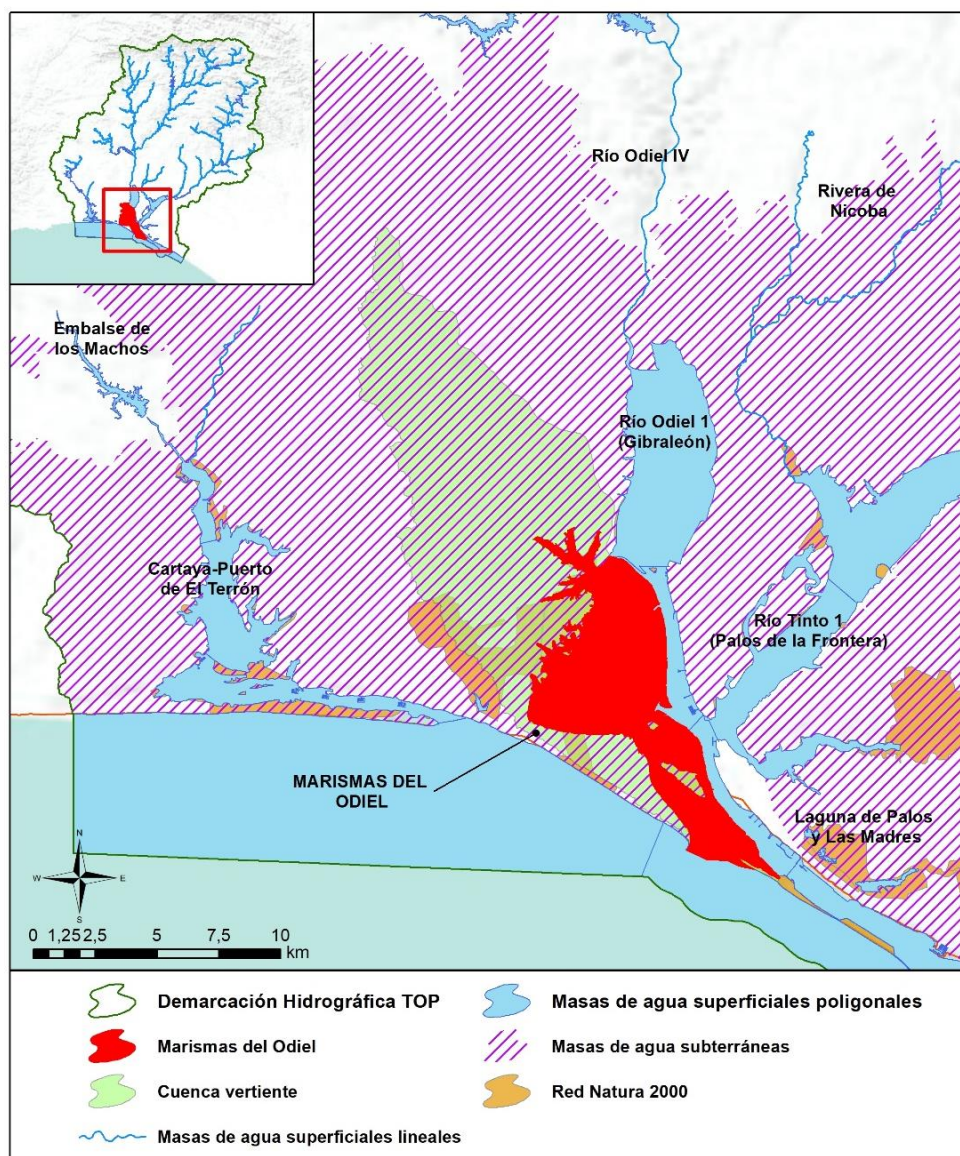 Río Odiel IV
Rivera de
Nicoba
Embalse de
los Machos
Río Odiel 1
(Gibraleón)
Cartaya-Puerto
de El Terrón
Río Tinto 1
(Palos de la Frontera)
MARISMAS DEL
ODIEL
Laguna de Palos
y Las Madres
N
W E
S
0 1,25 2,5 5 7,5 10
km
Demarcación Hidrográfica TOP
Masas de agua superficiales poligonales
Marismas del Odiel
Masas de agua subterráneas
Cuenca vertiente
Red Natura 2000
Masas de agua superficiales lineales